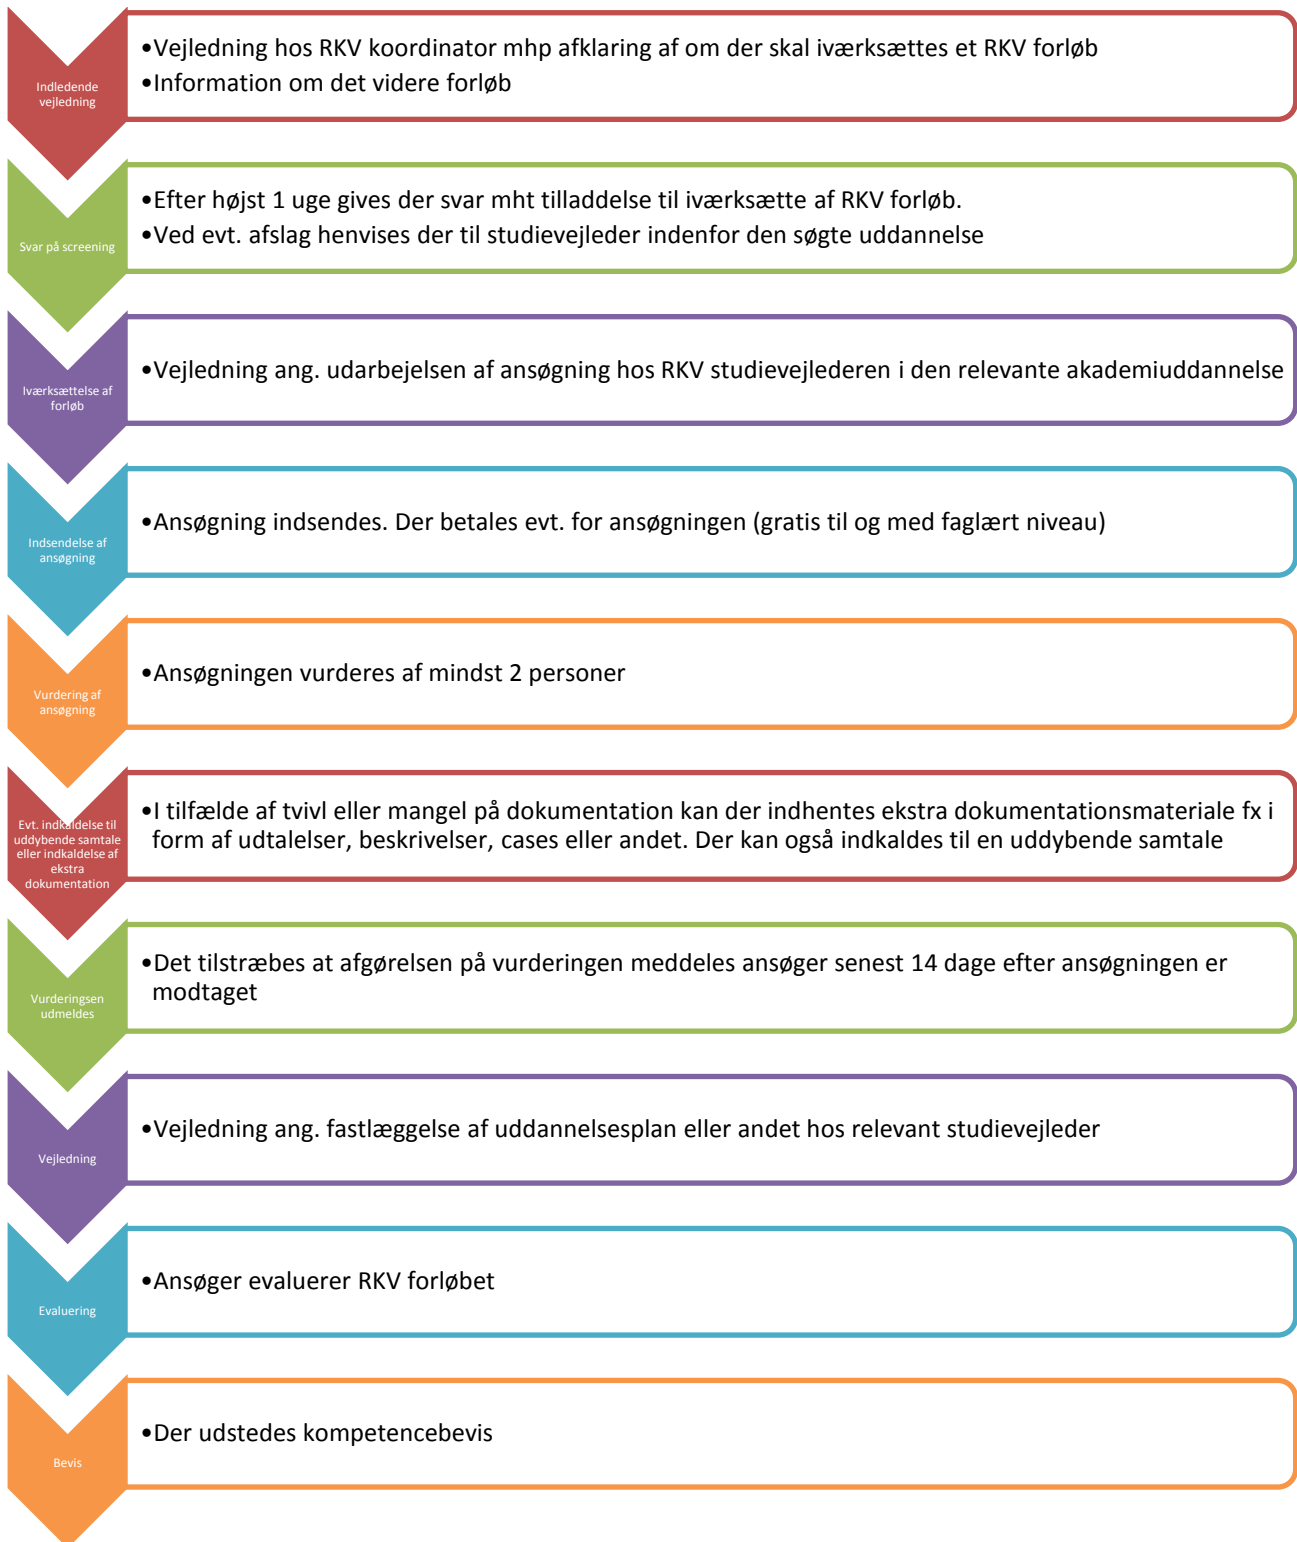 Indledende
vejledning
•Vejledning hos RKV koordinator mhp afklaring af om der skal iværksættes et RKV forløb
•Information om det videre forløb
Svar på screening
•Efter højst 1 uge gives der svar mht tilladdelse til iværksætte af RKV forløb.
•Ved evt. afslag henvises der til studievejleder indenfor den søgte uddannelse
Iværksættelse af
forløb
•Vejledning ang. udarbejelsen af ansøgning hos RKV studievejlederen i den relevante akademiuddannelse
Indsendelse af
ansøgning
•Ansøgning indsendes. Der betales evt. for ansøgningen (gratis til og med faglært niveau)
Vurdering af
ansøgning
•Ansøgningen vurderes af mindst 2 personer
Evt. indkaldelse til
uddybende samtale
eller indkaldelse af
ekstra
dokumentation
•I tilfælde af tvivl eller mangel på dokumentation kan der indhentes ekstra dokumentationsmateriale fx i
form af udtalelser, beskrivelser, cases eller andet. Der kan også indkaldes til en uddybende samtale
Vurderingsen
udmeldes
•Det tilstræbes at afgørelsen på vurderingen meddeles ansøger senest 14 dage efter ansøgningen er
modtaget
Vejledning
•Vejledning ang. fastlæggelse af uddannelsesplan eller andet hos relevant studievejleder
Evaluering
•Ansøger evaluerer RKV forløbet
Bevis
•Der udstedes kompetencebevis